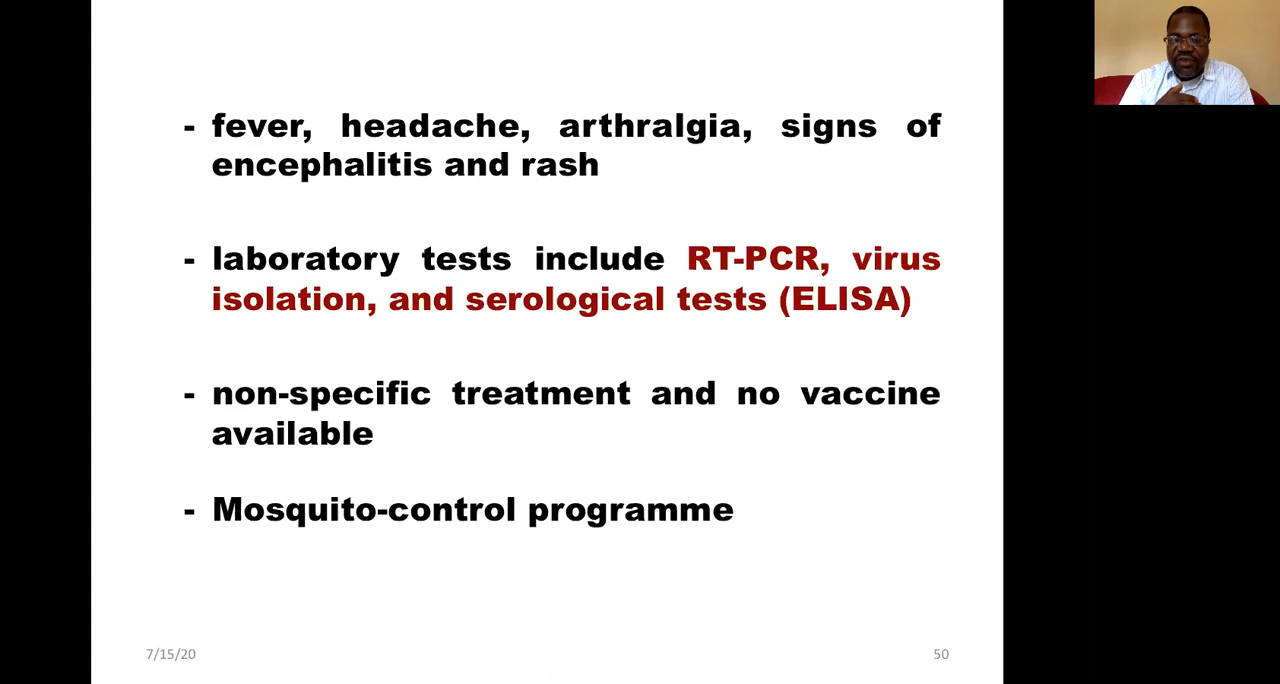 - fever, headache, arthralgia, signs of
encephalitis and rash
- laboratory tests include RT-PCR, virus
isolation, and serological tests (ELISA)
- non-specific treatment and no vaccine
available
- Mosquito-control programme
7/15/20
50